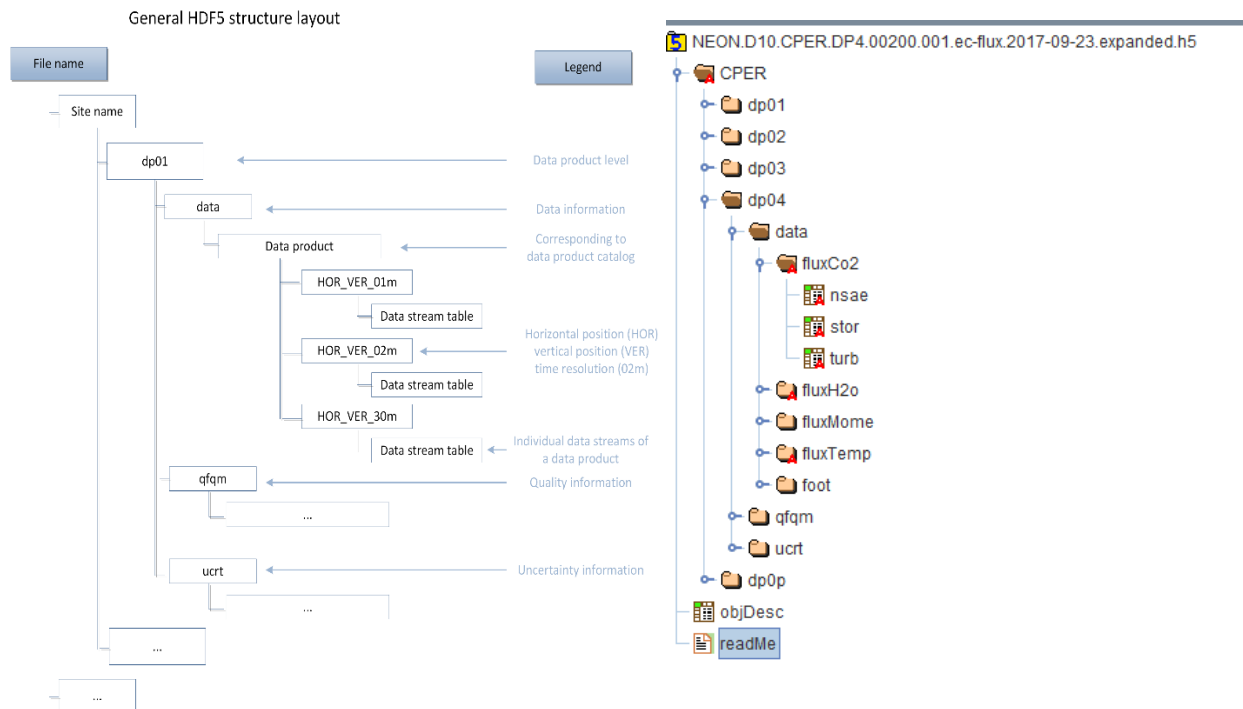 General HDF5 structure layout
File name
Legend
Site name
dp01
Data product level
data
Data information
Data product
Corresponding to
data product catalog
HOR_VER_01m
Data stream table
HOR_VER_02m
Horizontal position (HOR)
vertical position (VER)
time resolution (02m)
Data stream table
HOR_VER_30m
Data stream table
Individual data streams of
a data product
qfqm
Quality information
...
ucrt
Uncertainty information
...
...
...
NEON.D10.CPER.DP4.00200.001.ec-flux.2017-09-23.expanded.h5
CPER
dp01
dp02
dp03
dp04
data
fluxCo2
nsae
stor
turb
fluxH2o
fluxMome
fluxTemp
foot
qfqm
ucrt
dp0p
objDesc
readMe